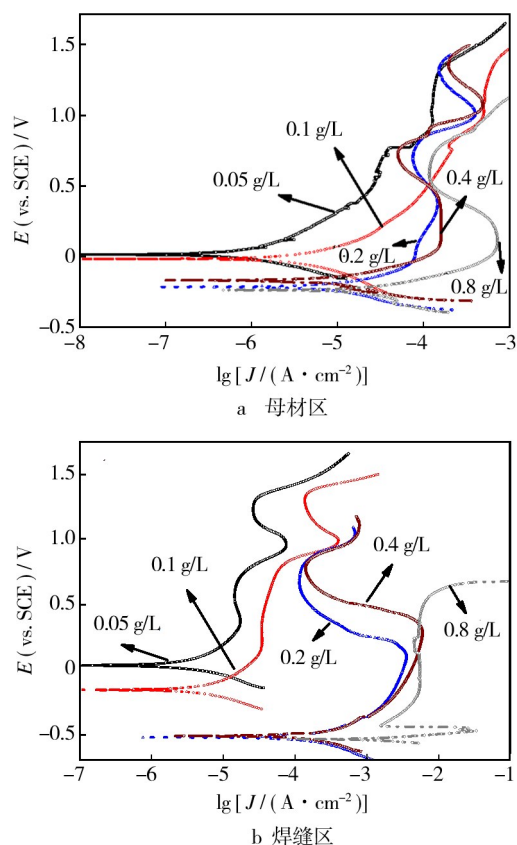 1.5
1.0
0.5
0
−0.5
E(vs. SCE)/V
0.1 g/L
0.05 g/L
0.4 g/L
0.2 g/L
0.8 g/L
−8 −7 −6 −5 −4 −3
lg[J/(A·cm⁻²)]
a 母材区
1.5
1.0
0.5
0
−0.5
E(vs. SCE)/V
0.1 g/L
0.4 g/L
0.05 g/L
0.2 g/L
0.8 g/L
−7 −6 −5 −4 −3 −2 −1
lg[J/(A·cm⁻²)]
b 焊缝区